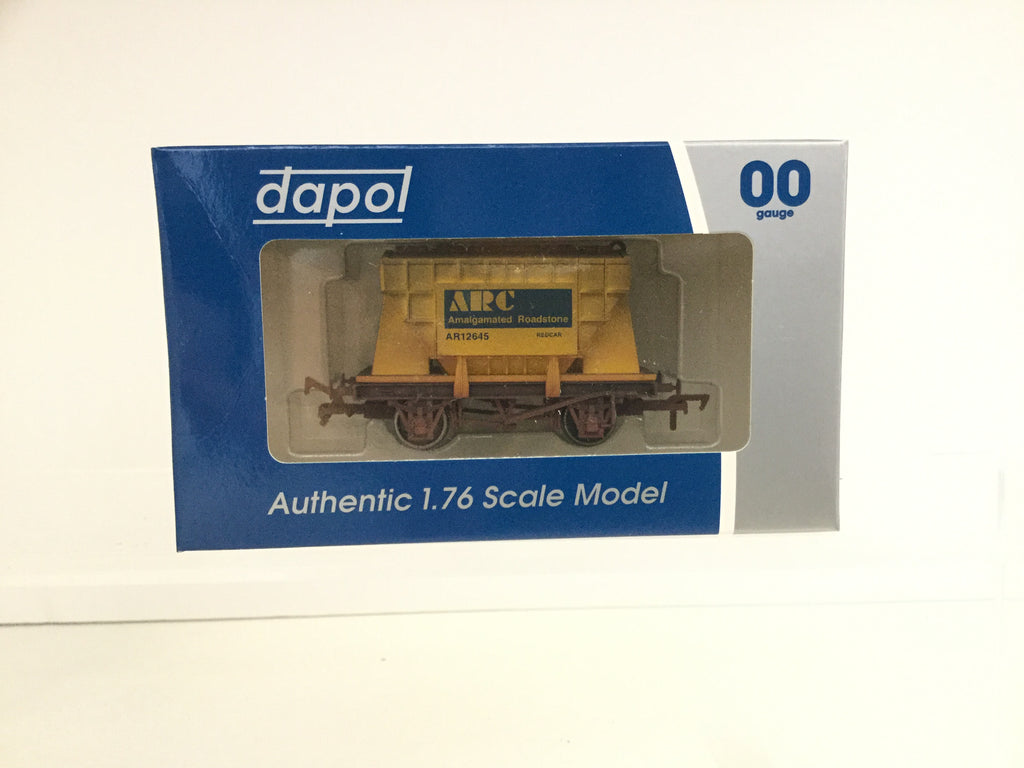 dapol
00
gauge
ARC
Amalgamated Roadstone
AR12645 REDCAR
Authentic 1.76 Scale Model